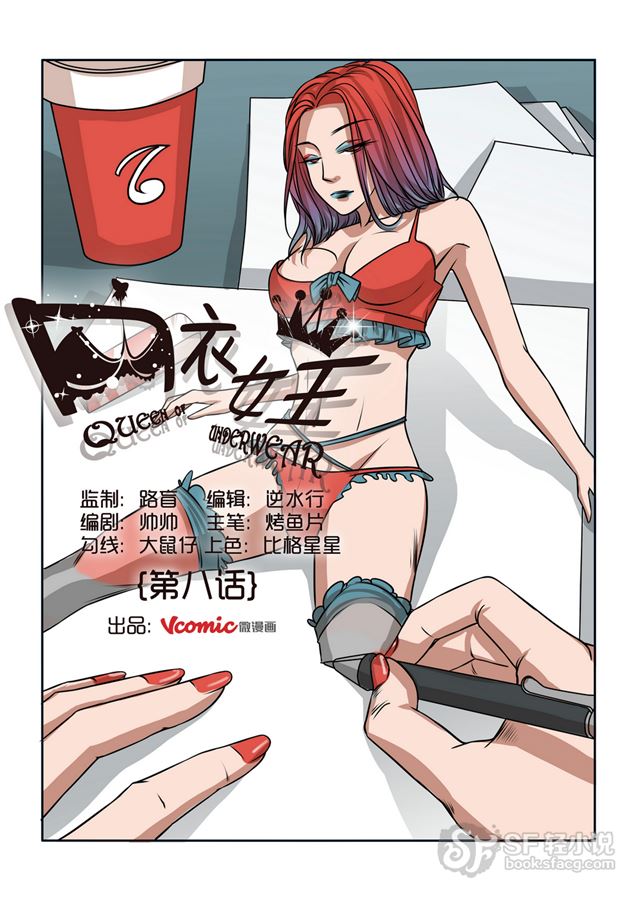 内衣女王
QUEEN OF UNDERWEAR
监制: 路盲 编辑: 逆水行
编剧: 帅帅 主笔: 烤鱼片
勾线: 大鼠仔 上色: 比格星星
{第八话}
出品: Vcomic 微漫画
SF轻小说
book.sfacg.com